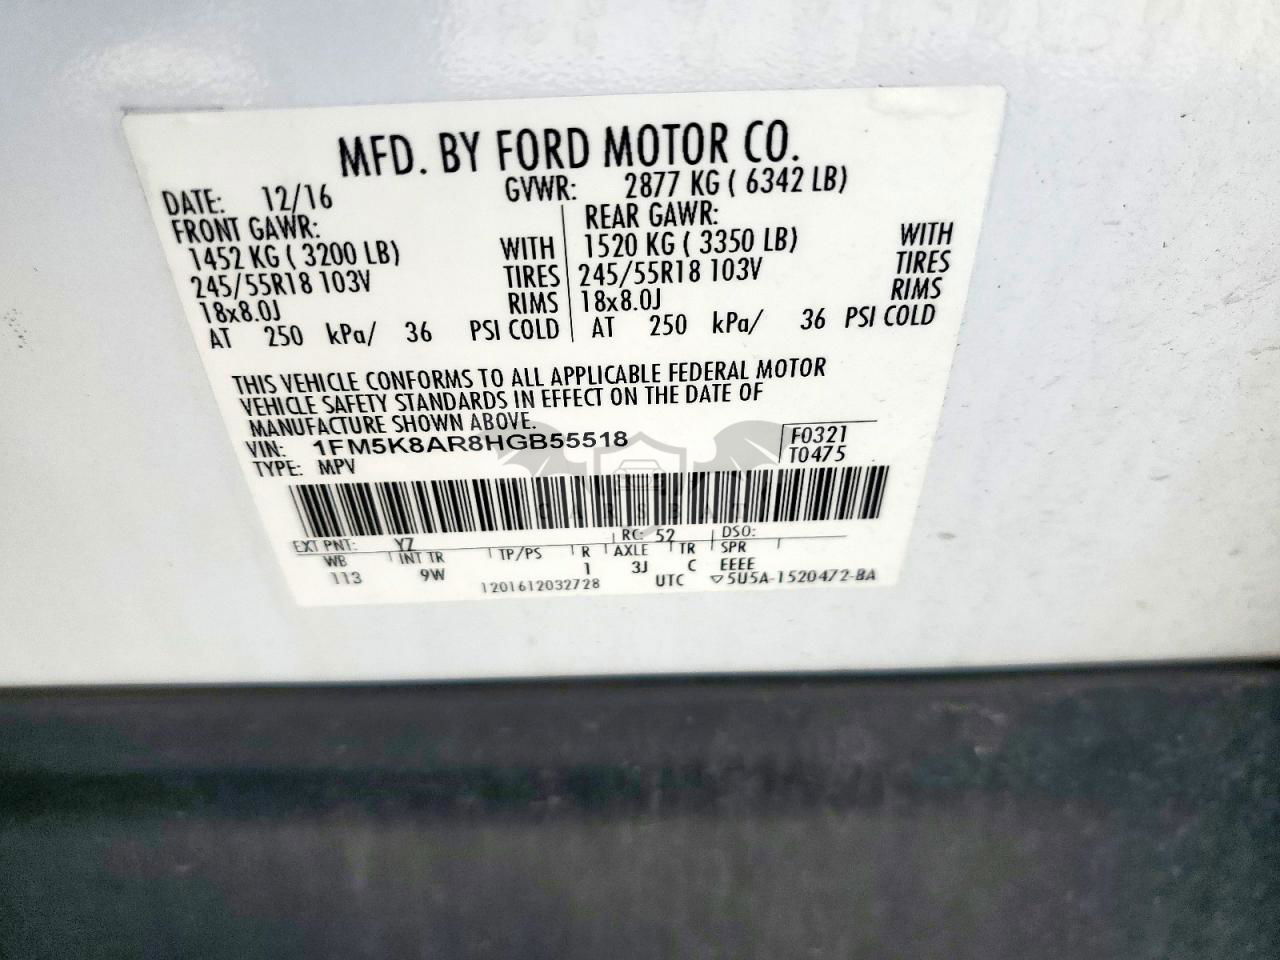 MFD. BY FORD MOTOR CO.
DATE: 12/16 GVWR: 2877 KG ( 6342 LB)
FRONT GAWR: REAR GAWR:
1452 KG ( 3200 LB) WITH 1520 KG ( 3350 LB) WITH
245/55R18 103V TIRES 245/55R18 103V TIRES
18x8.0J RIMS 18x8.0J RIMS
AT 250 kPa/ 36 PSI COLD AT 250 kPa/ 36 PSI COLD
THIS VEHICLE CONFORMS TO ALL APPLICABLE FEDERAL MOTOR
VEHICLE SAFETY STANDARDS IN EFFECT ON THE DATE OF
MANUFACTURE SHOWN ABOVE.
VIN: 1FM5K8AR8HGB55518 F0321
TYPE: MPV T0475
EXT PNT: YZ RC: 52 DSO:
WB INT TR TP/PS R AXLE TR SPR
113 9W 1 3J C EEEE
1201612032728 UTC ▽5U5A-1520472-BA